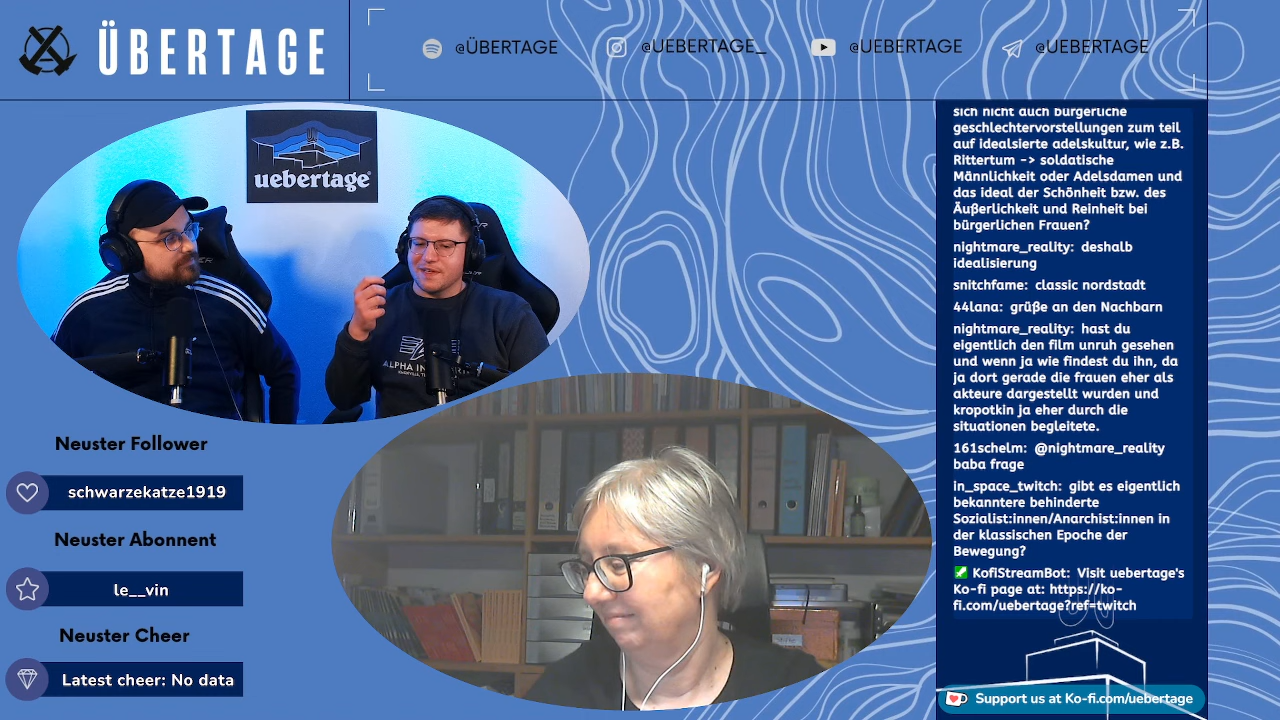 ÜBERTAGE
@ÜBERTAGE
@UEBERTAGE_
@UEBERTAGE
@UEBERTAGE
uebertage
Neuster Follower
schwarzekatze1919
Neuster Abonnent
le__vin
Neuster Cheer
Latest cheer: No data
sich nicht auch bürgerliche
geschlechtervorstellungen zum teil
auf idealsierte adelskultur, wie z.B.
Rittertum -> soldatische
Männlichkeit oder Adelsdamen und
das ideal der Schönheit bzw. des
Äußerlichkeit und Reinheit bei
bürgerlichen Frauen?
nightmare_reality: deshalb
idealisierung
snitchfame: classic nordstadt
44lana: grüße an den Nachbarn
nightmare_reality: hast du
eigentlich den film unruh gesehen
und wenn ja wie findest du ihn, da
ja dort gerade die frauen eher als
akteure dargestellt wurden und
kropotkin ja eher durch die
situationen begleitete.
161schelm: @nightmare_reality
baba frage
in_space_twitch: gibt es eigentlich
bekanntere behinderte
Sozialist:innen/Anarchist:innen in
der klassischen Epoche der
Bewegung?
KofiStreamBot: Visit uebertage's
Ko-fi page at: https://ko-
fi.com/uebertage?ref=twitch
Support us at Ko-fi.com/uebertage